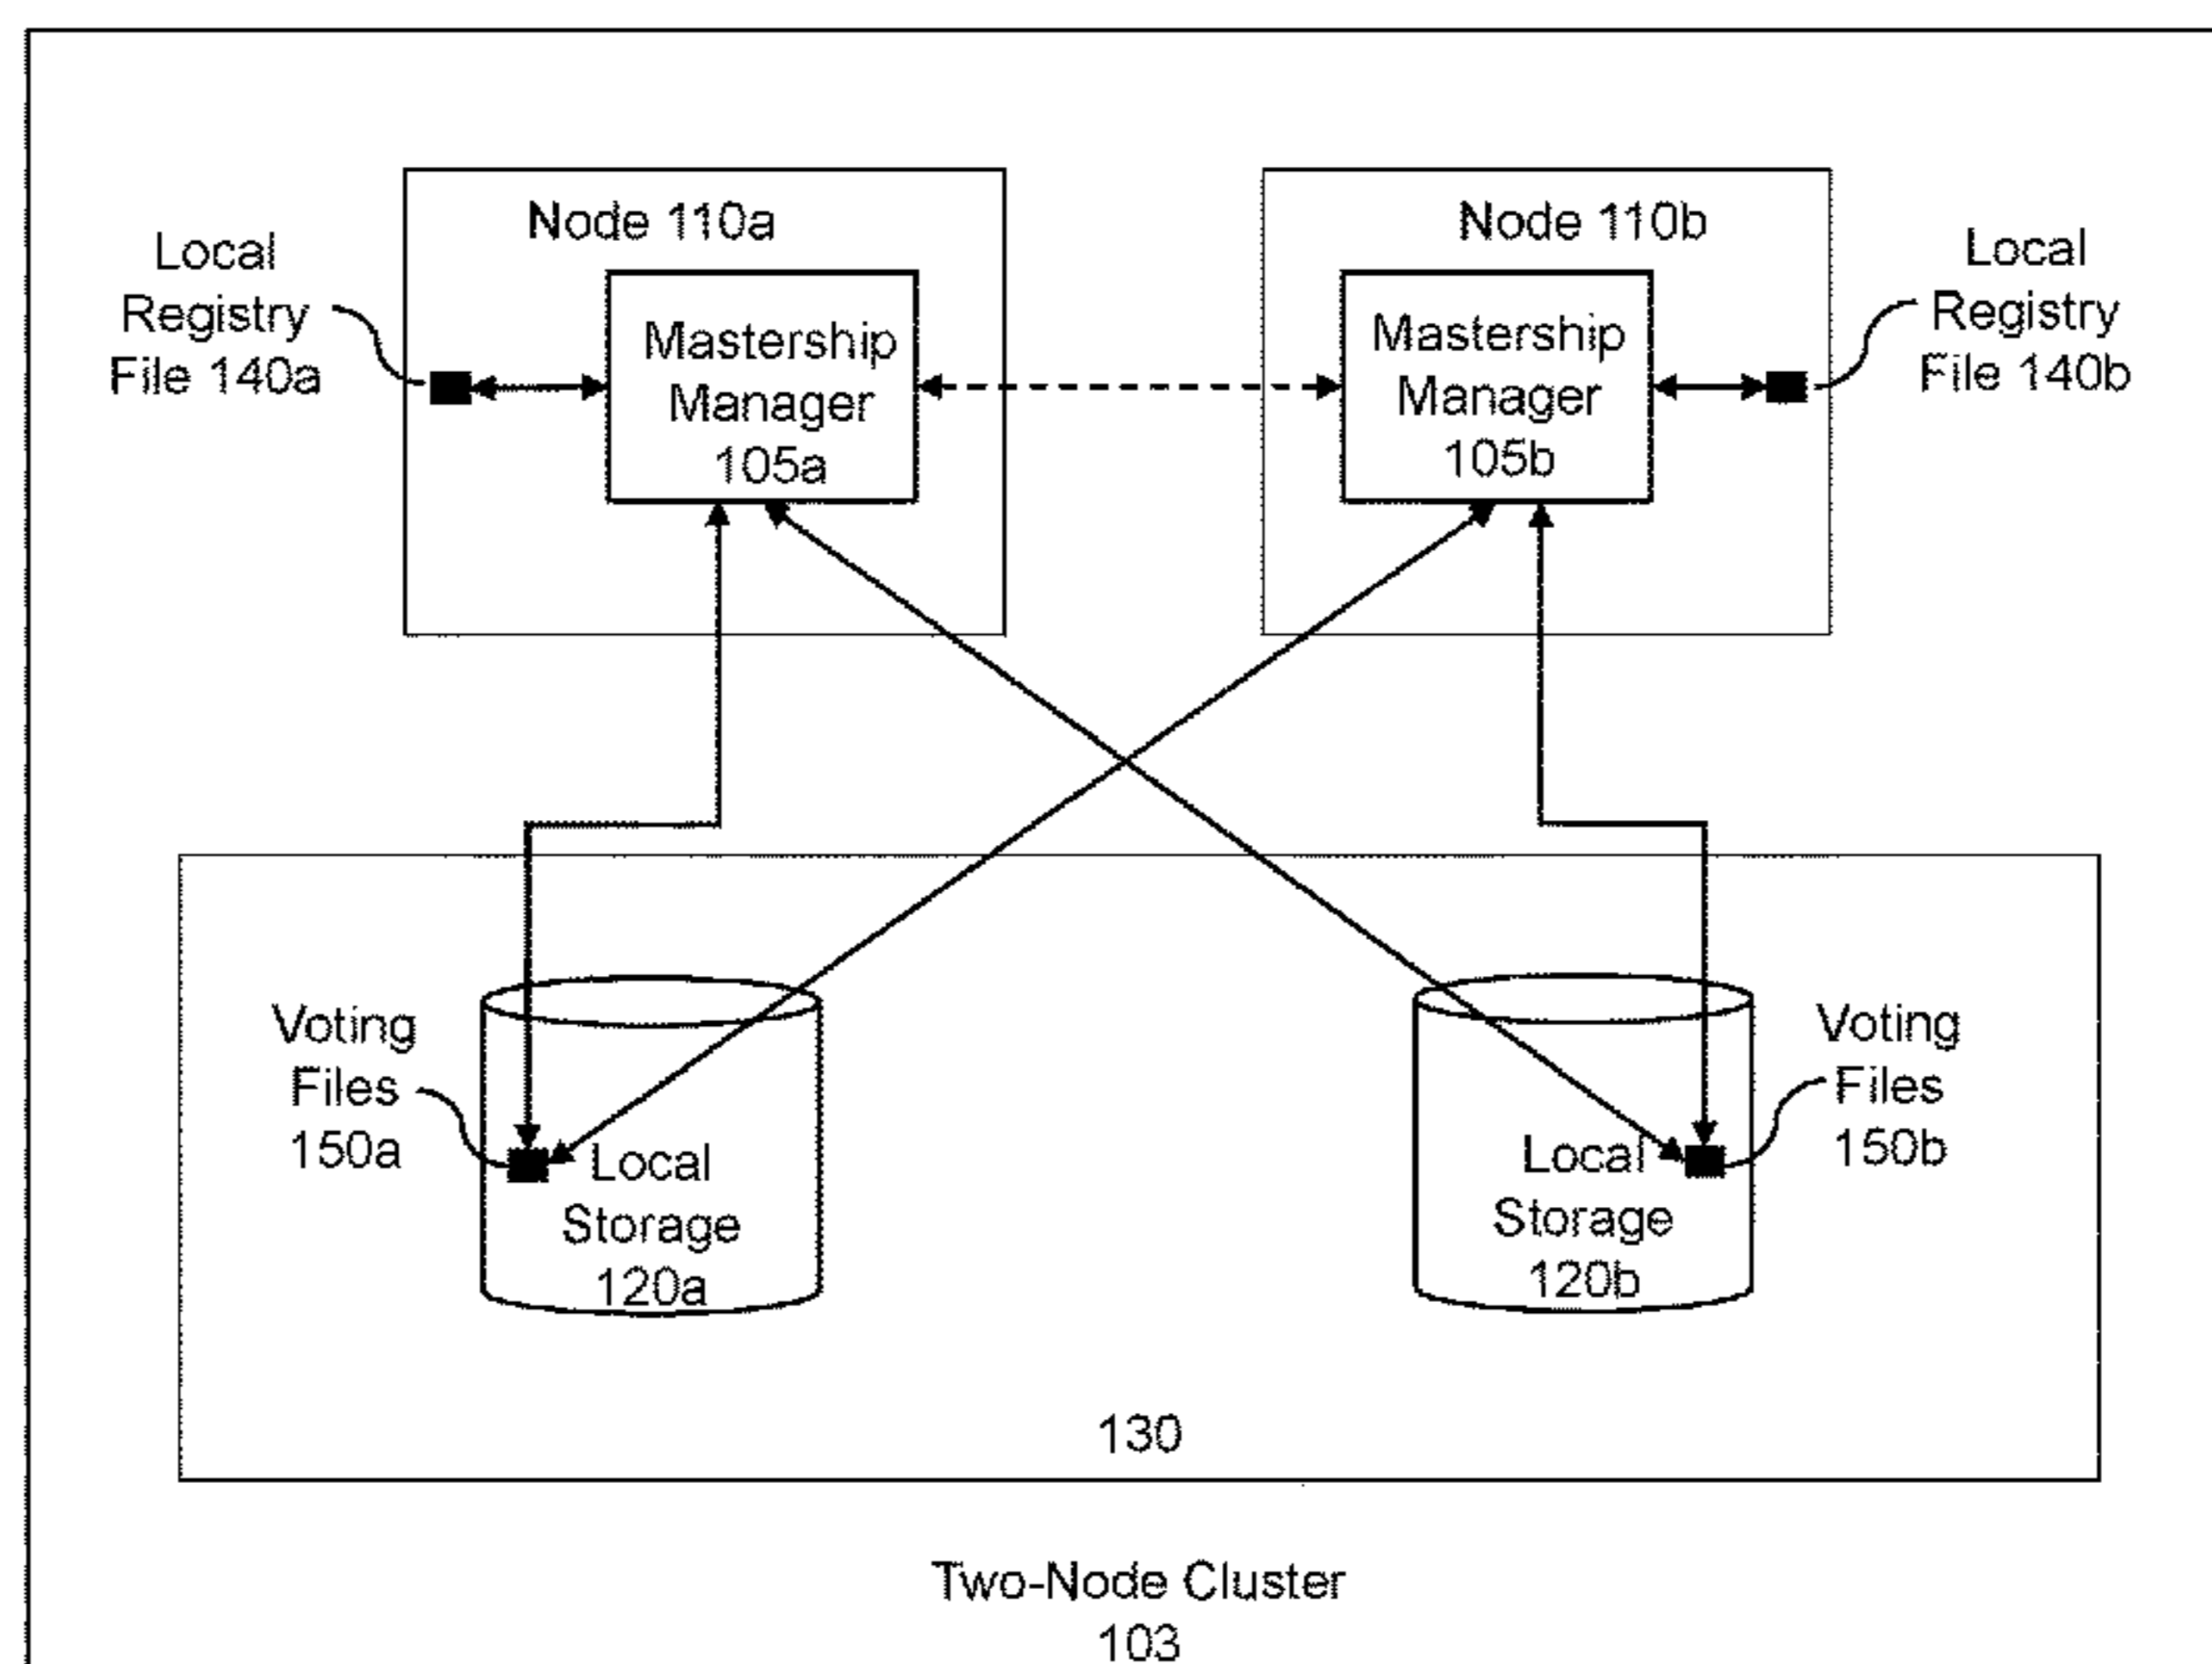 Node 110a
Node 110b
Local
Registry
File 140a
Mastership
Manager
105a
Mastership
Manager
105b
Local
Registry
File 140b
Voting
Files
150a
Local
Storage
120a
Local
Storage
120b
Voting
Files
150b
130
Two-Node Cluster
103